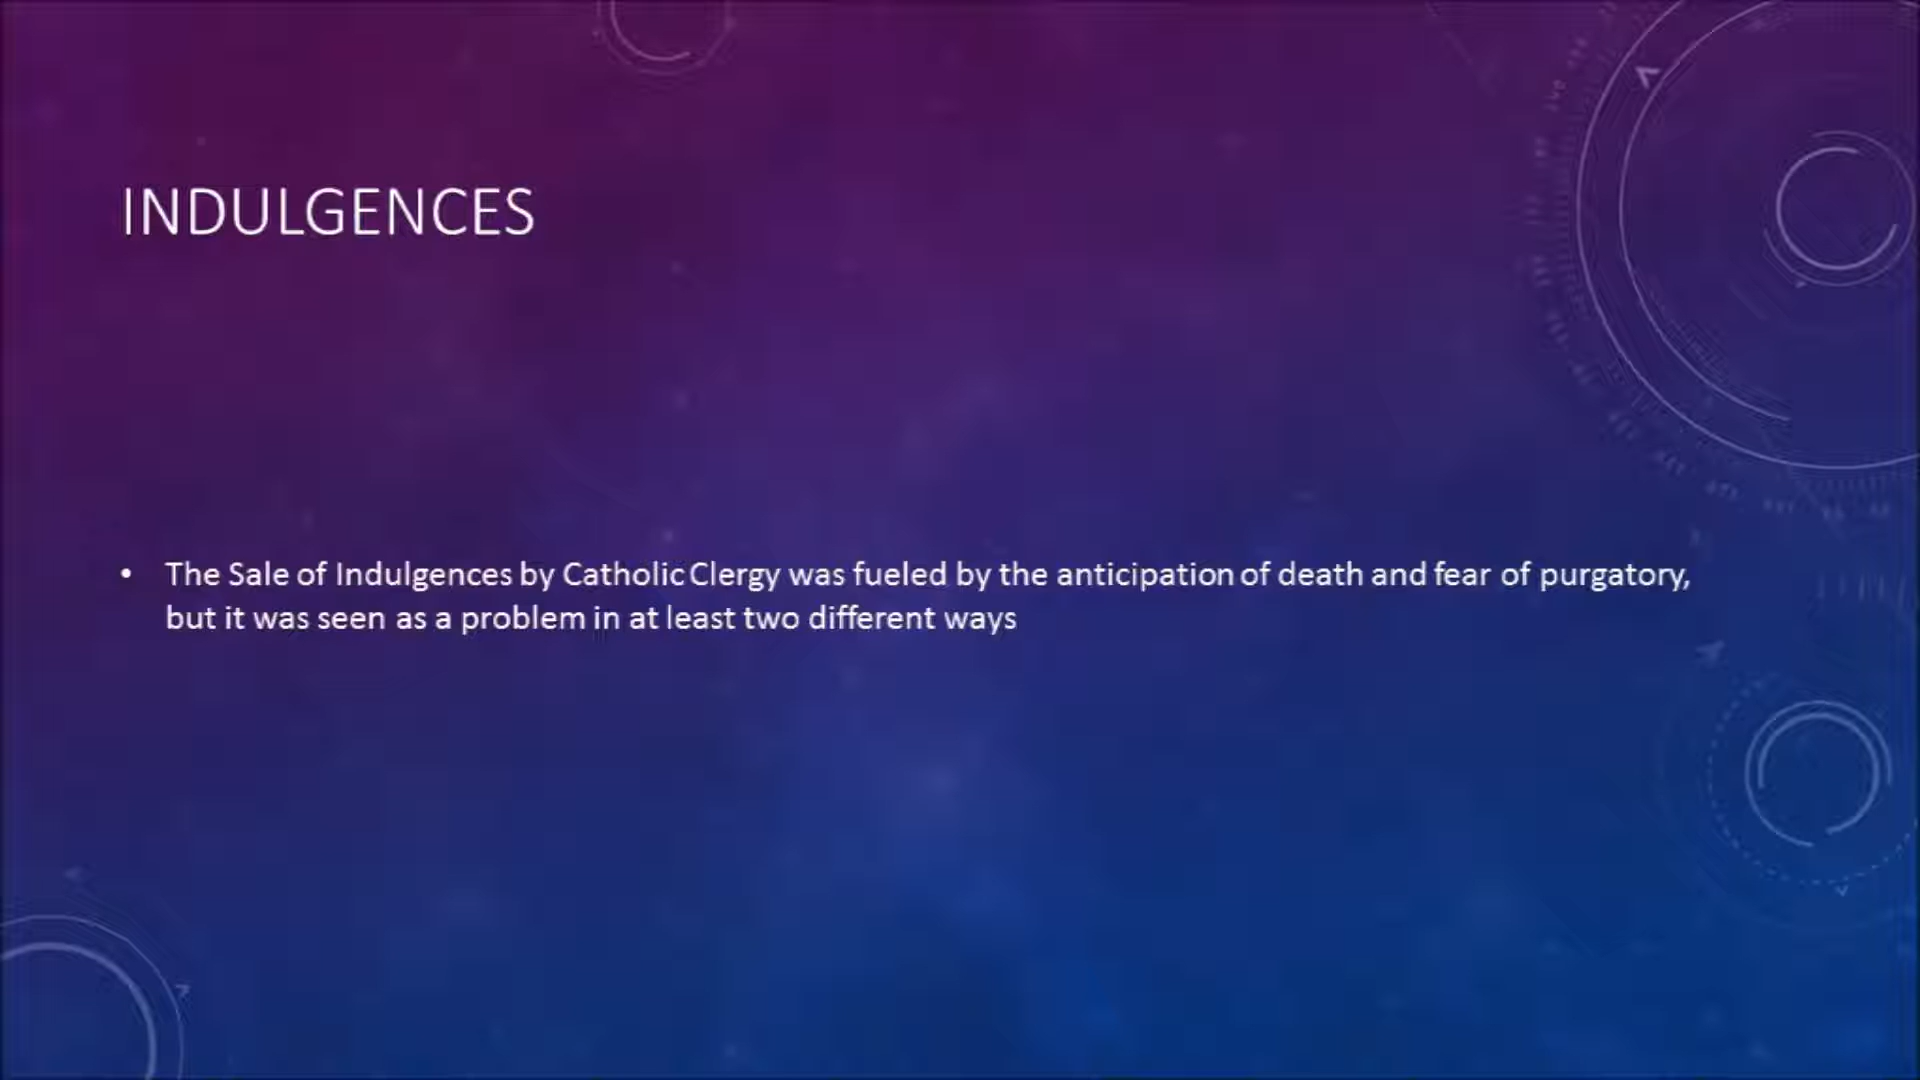 INDULGENCES
• The Sale of Indulgences by Catholic Clergy was fueled by the anticipation of death and fear of purgatory,
but it was seen as a problem in at least two different ways